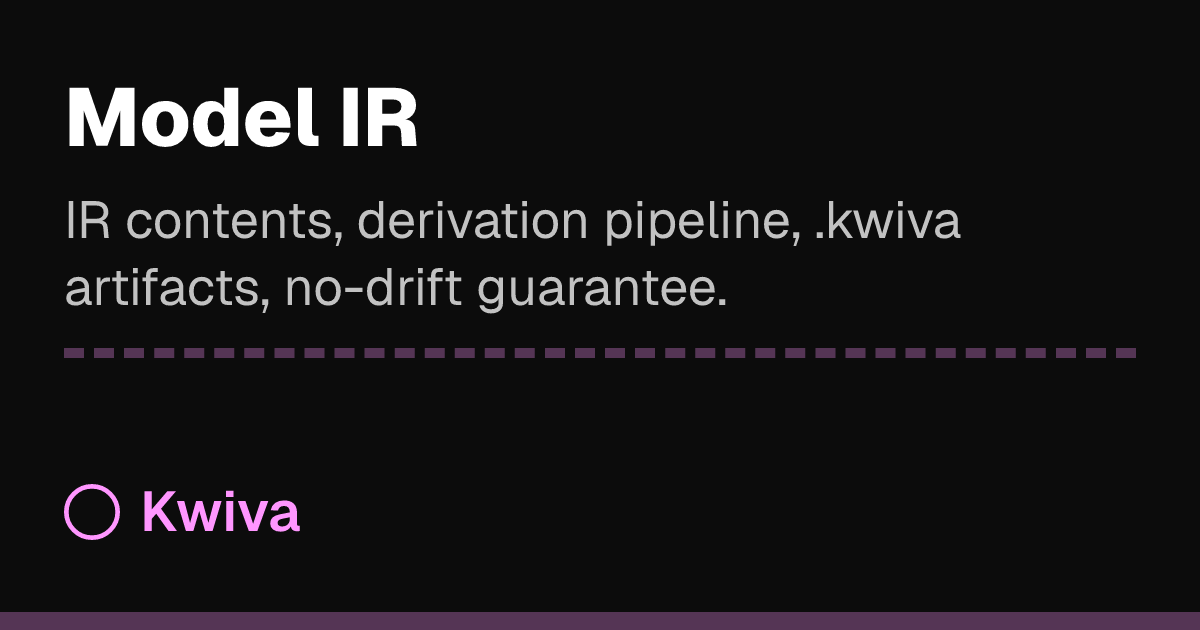 Model IR
IR contents, derivation pipeline, .kwiva
artifacts, no-drift guarantee.
Kwiva